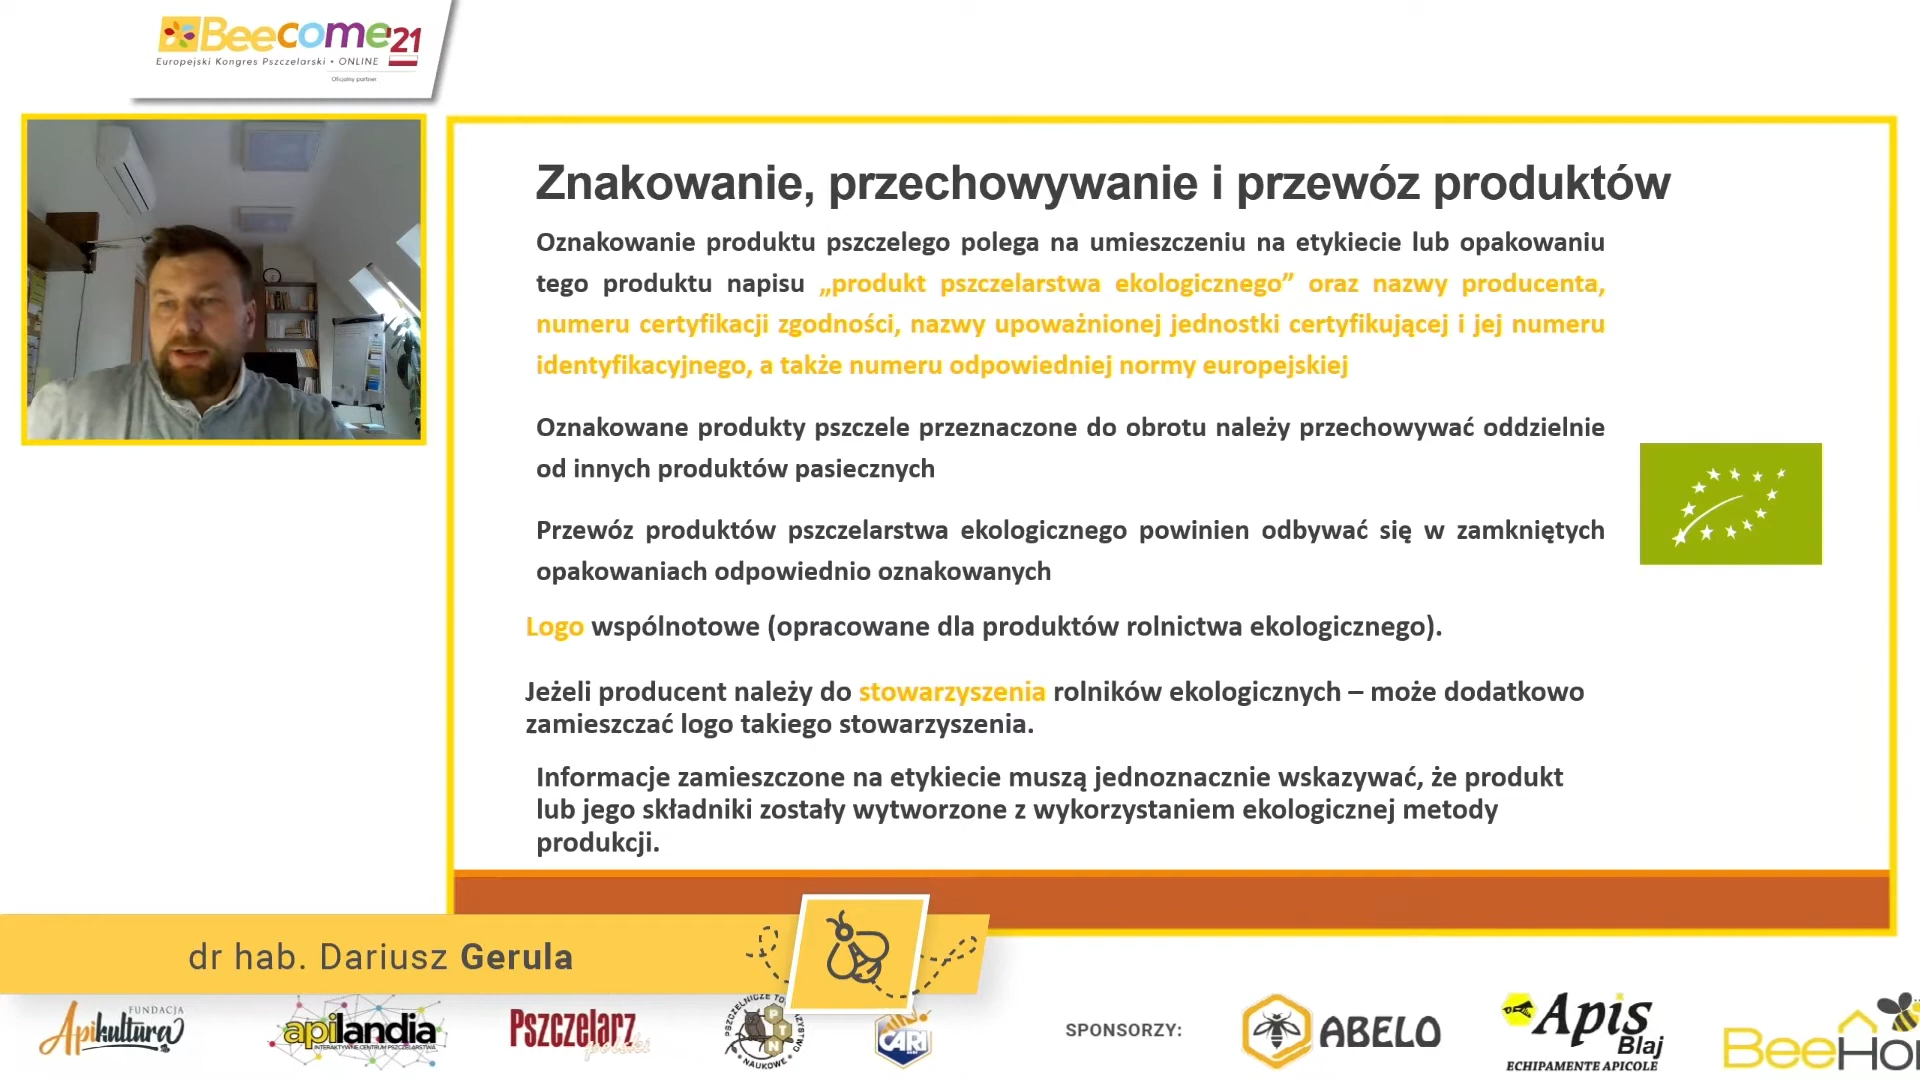 Beecome'21
Europejski Kongres Pszczelarski • ONLINE
Oficjalny partner
Znakowanie, przechowywanie i przewóz produktów
Oznakowanie produktu pszczelego polega na umieszczeniu na etykiecie lub opakowaniu
tego produktu napisu „produkt pszczelarstwa ekologicznego” oraz nazwy producenta,
numeru certyfikacji zgodności, nazwy upoważnionej jednostki certyfikującej i jej numeru
identyfikacyjnego, a także numeru odpowiedniej normy europejskiej
Oznakowane produkty pszczele przeznaczone do obrotu należy przechowywać oddzielnie
od innych produktów pasiecznych
Przewóz produktów pszczelarstwa ekologicznego powinien odbywać się w zamkniętych
opakowaniach odpowiednio oznakowanych
Logo wspólnotowe (opracowane dla produktów rolnictwa ekologicznego).
Jeżeli producent należy do stowarzyszenia rolników ekologicznych – może dodatkowo
zamieszczać logo takiego stowarzyszenia.
Informacje zamieszczone na etykiecie muszą jednoznacznie wskazywać, że produkt
lub jego składniki zostały wytworzone z wykorzystaniem ekologicznej metody
produkcji.
dr hab. Dariusz Gerula
FUNDACJA
Apikultura
apilandia
INTERAKTYWNE CENTRUM PSZCZELARSTWA
Pszczelarz
polski
PTN
NAUKOWE
CARI
SPONSORZY:
ABELO
Apis
Blaj
ECHIPAMENTE APICOLE
BeeHo